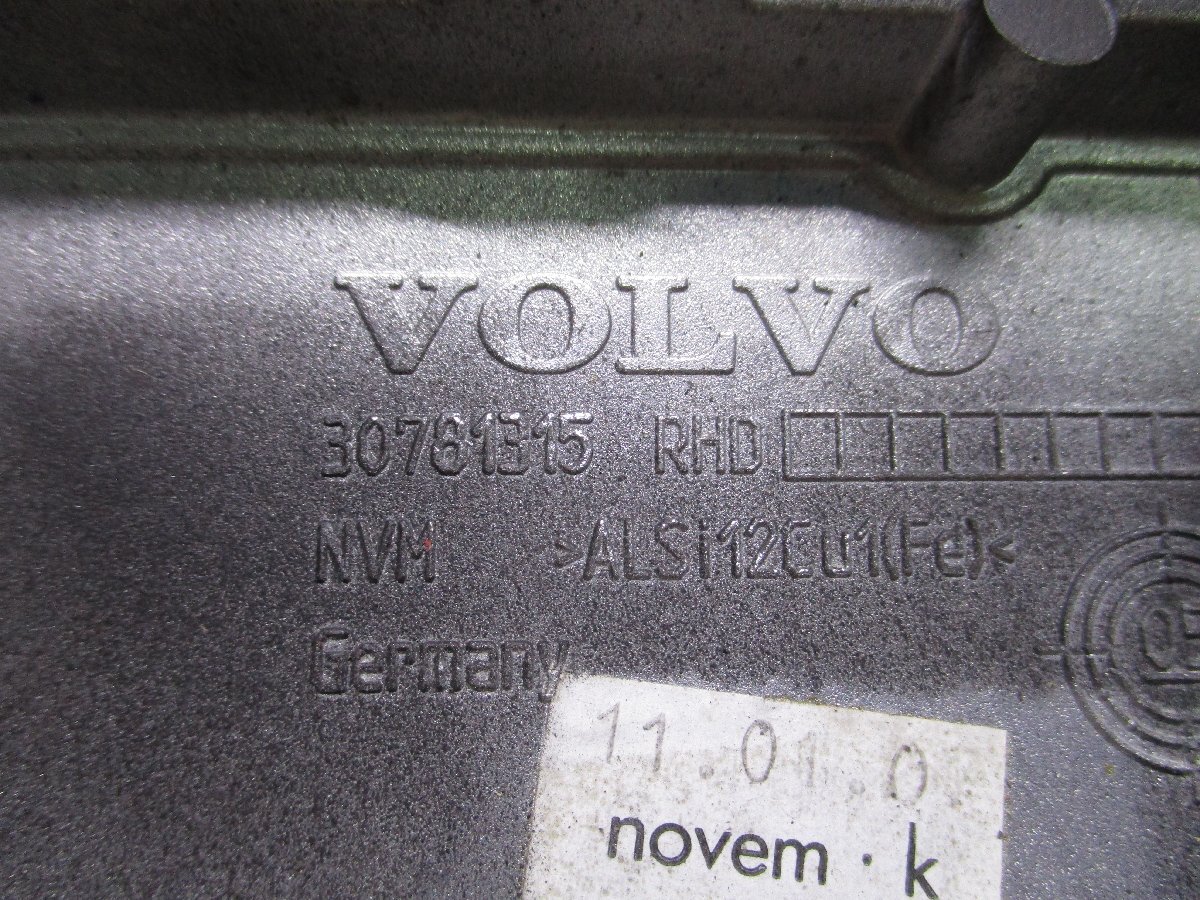 VOLVO
30781315 RHD
NVM >ALSi12Cu1(Fe)<
Germany
11.01.0
novem · k